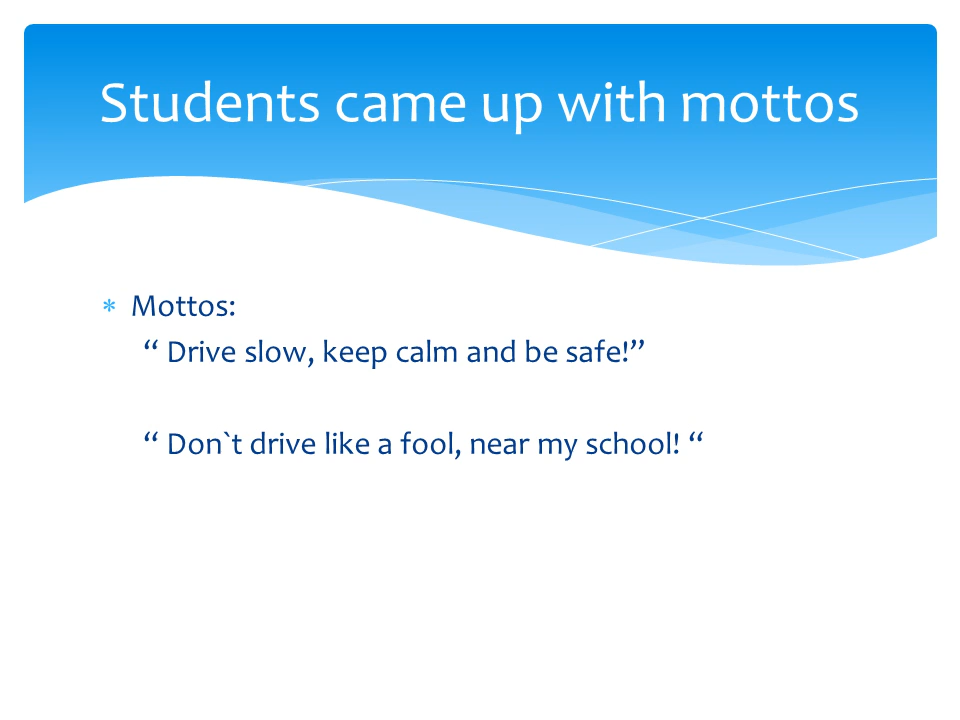 Students came up with mottos
* Mottos:
“ Drive slow, keep calm and be safe!”
“ Don`t drive like a fool, near my school! “